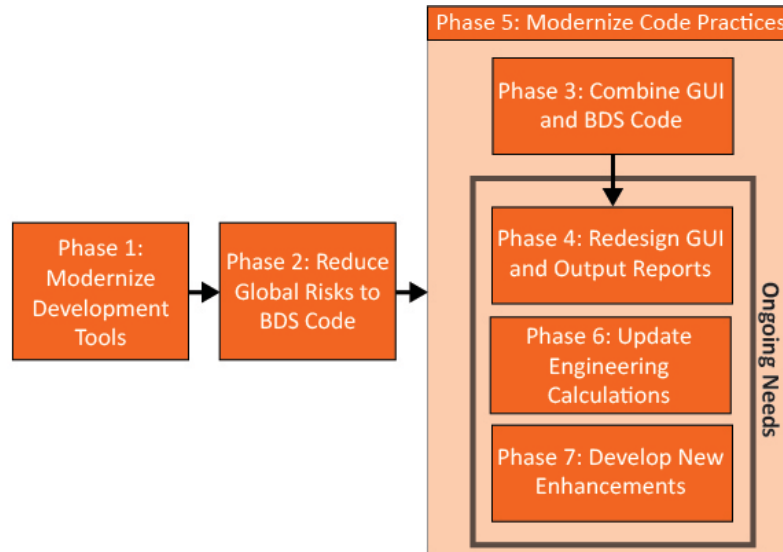 Phase 5: Modernize Code Practices
Phase 3: Combine GUI
and BDS Code
Phase 1:
Modernize
Development
Tools
Phase 2: Reduce
Global Risks to
BDS Code
Phase 4: Redesign GUI
and Output Reports
Phase 6: Update
Engineering
Calculations
Phase 7: Develop New
Enhancements
Ongoing Needs